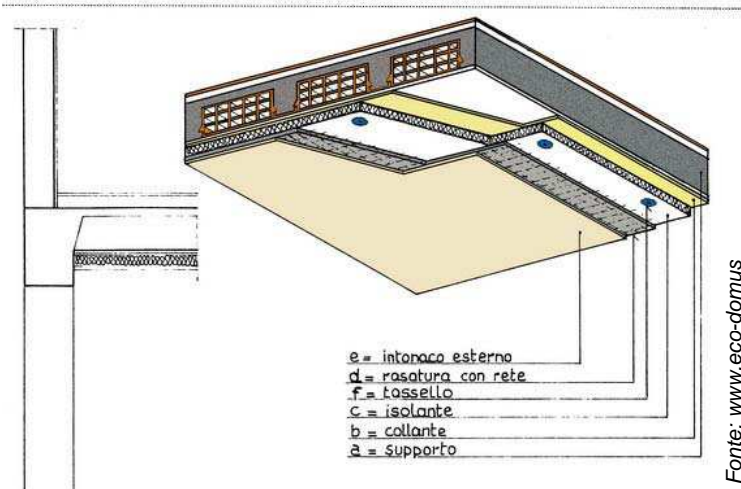 e = intonaco esterno
d = rasatura con rete
f = tassello
c = isolante
b = collante
a = supporto
Fonte: www.eco-domus